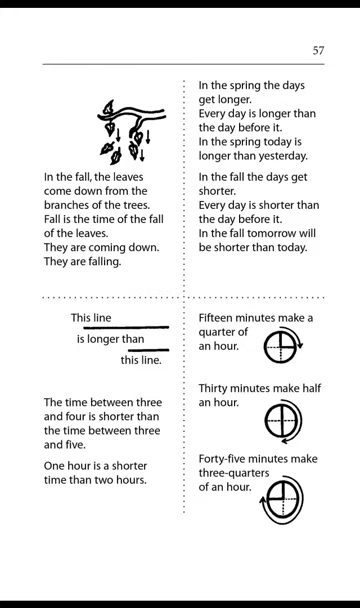 57
In the fall, the leaves
come down from the
branches of the trees.
Fall is the time of the fall
of the leaves.
They are coming down.
They are falling.
In the spring the days
get longer.
Every day is longer than
the day before it.
In the spring today is
longer than yesterday.
In the fall the days get
shorter.
Every day is shorter than
the day before it.
In the fall tomorrow will
be shorter than today.
This line
is longer than
this line.
The time between three
and four is shorter than
the time between three
and five.
One hour is a shorter
time than two hours.
Fifteen minutes make a
quarter of
an hour.
Thirty minutes make half
an hour.
Forty-five minutes make
three-quarters
of an hour.